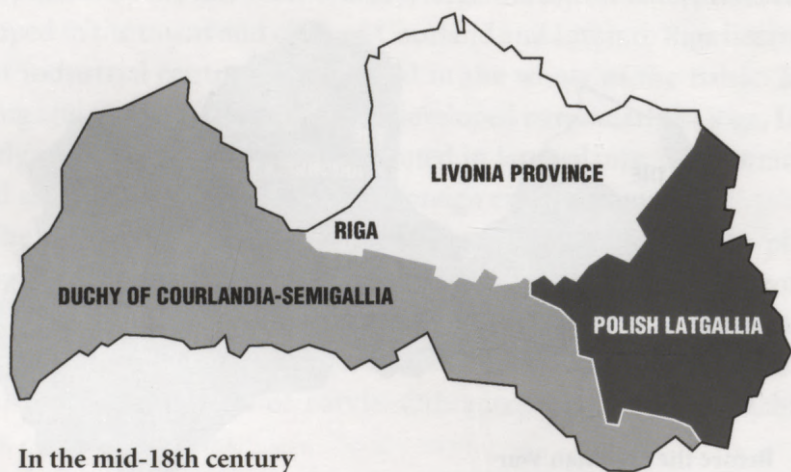 LIVONIA PROVINCE
RIGA
DUCHY OF COURLANDIA-SEMIGALLIA
POLISH LATGALLIA
In the mid-18th century